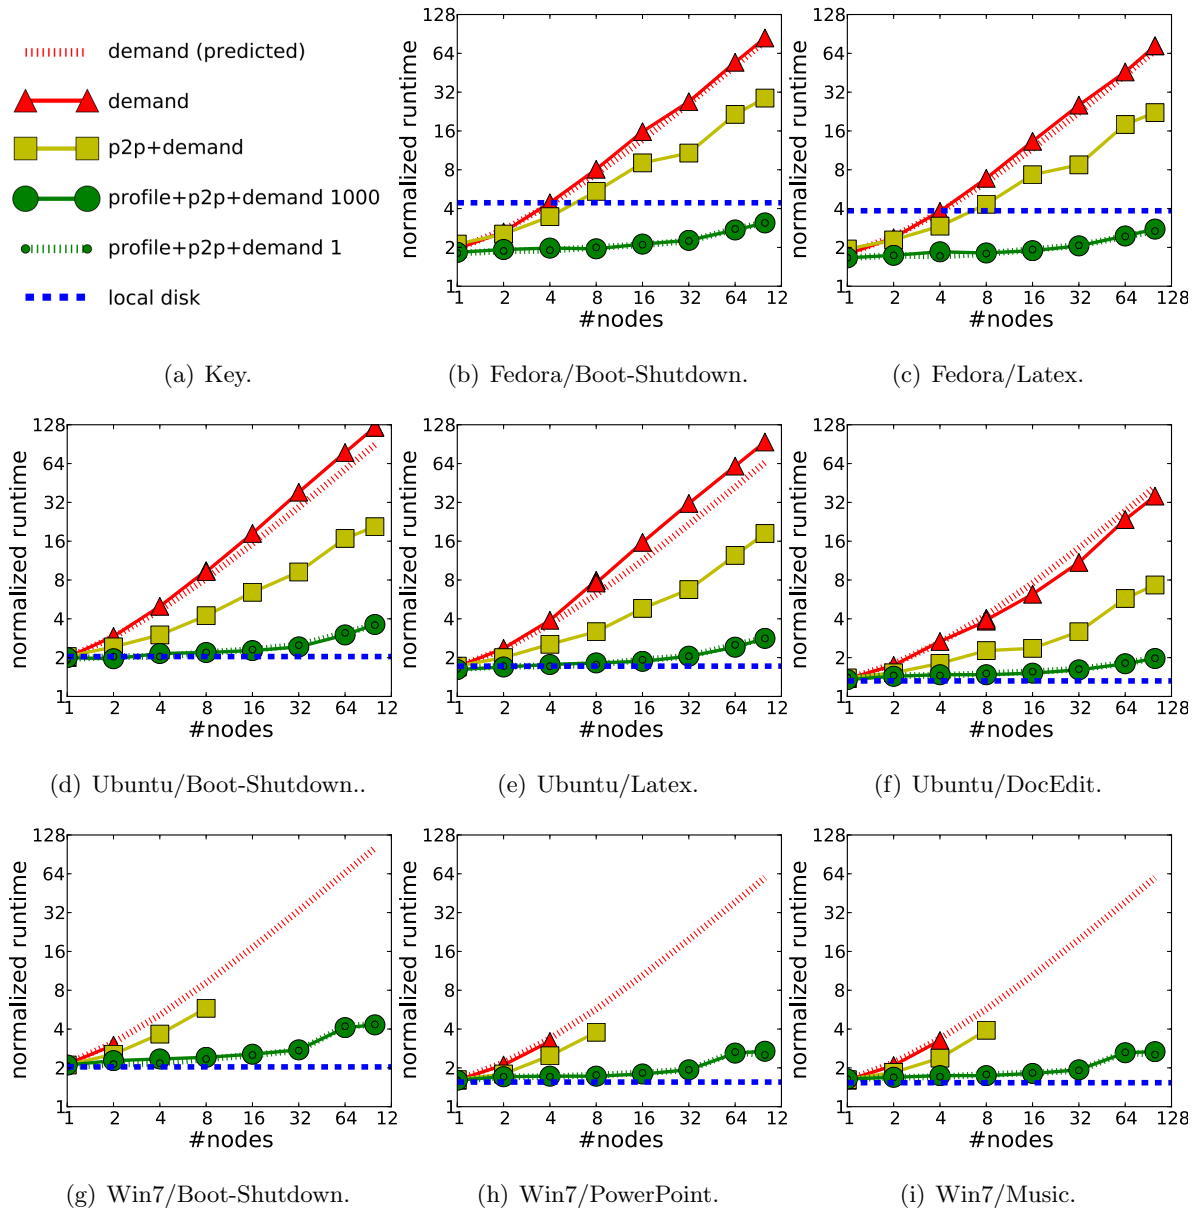 demand (predicted)
demand
p2p+demand
profile+p2p+demand 1000
profile+p2p+demand 1
local disk
(a) Key.
normalized runtime
128
64
32
16
8
4
2
1
1 2 4 8 16 32 64 12
#nodes
(b) Fedora/Boot-Shutdown.
normalized runtime
128
64
32
16
8
4
2
1
1 2 4 8 16 32 64 128
#nodes
(c) Fedora/Latex.
normalized runtime
128
64
32
16
8
4
2
1
1 2 4 8 16 32 64 12
#nodes
(d) Ubuntu/Boot-Shutdown..
normalized runtime
128
64
32
16
8
4
2
1
1 2 4 8 16 32 64 12
#nodes
(e) Ubuntu/Latex.
normalized runtime
128
64
32
16
8
4
2
1
1 2 4 8 16 32 64 128
#nodes
(f) Ubuntu/DocEdit.
normalized runtime
128
64
32
16
8
4
2
1
1 2 4 8 16 32 64 12
#nodes
(g) Win7/Boot-Shutdown.
normalized runtime
128
64
32
16
8
4
2
1
1 2 4 8 16 32 64 12
#nodes
(h) Win7/PowerPoint.
normalized runtime
128
64
32
16
8
4
2
1
1 2 4 8 16 32 64 128
#nodes
(i) Win7/Music.